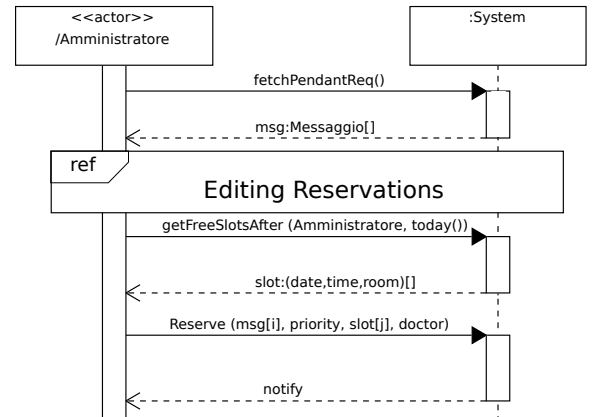 <<actor>>
/Amministratore
:System
fetchPendantReq()
msg:Messaggio[]
ref
Editing Reservations
getFreeSlotsAfter (Amministratore, today())
slot:(date,time,room)[]
Reserve (msg[i], priority, slot[j], doctor)
notify